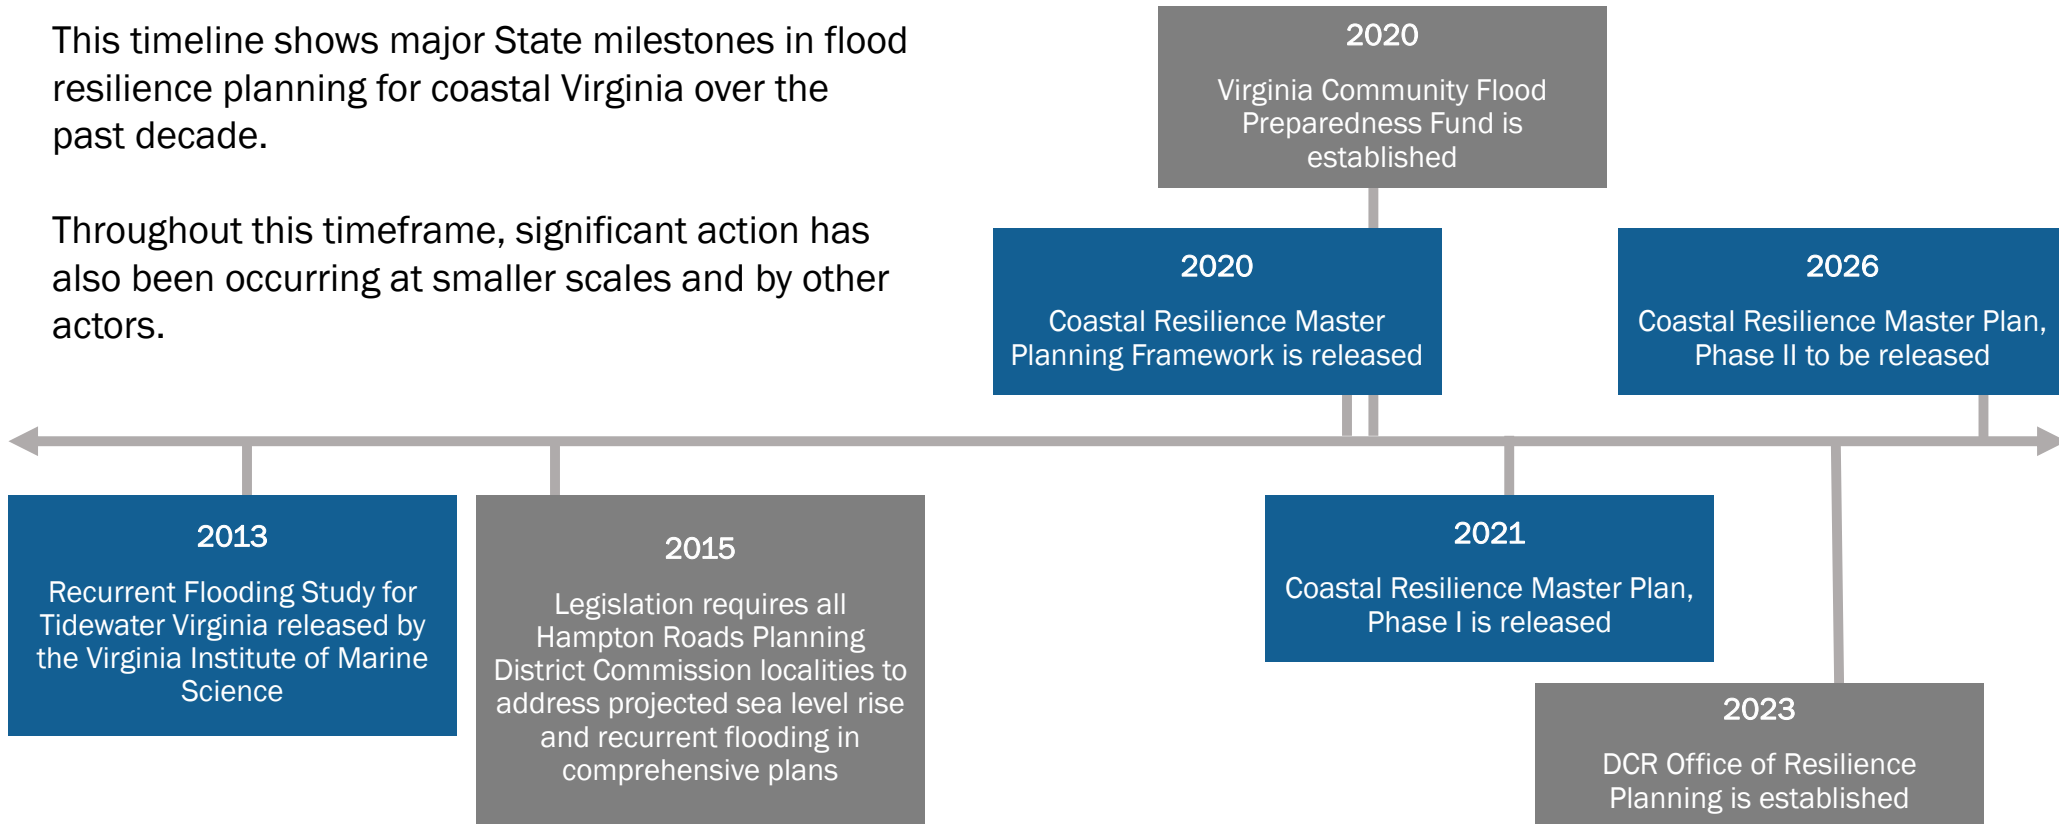 This timeline shows major State milestones in flood
resilience planning for coastal Virginia over the
past decade.
Throughout this timeframe, significant action has
also been occurring at smaller scales and by other
actors.
2020
Virginia Community Flood
Preparedness Fund is
established
2020
Coastal Resilience Master
Planning Framework is released
2026
Coastal Resilience Master Plan,
Phase II to be released
2013
Recurrent Flooding Study for
Tidewater Virginia released by
the Virginia Institute of Marine
Science
2015
Legislation requires all
Hampton Roads Planning
District Commission localities to
address projected sea level rise
and recurrent flooding in
comprehensive plans
2021
Coastal Resilience Master Plan,
Phase I is released
2023
DCR Office of Resilience
Planning is established